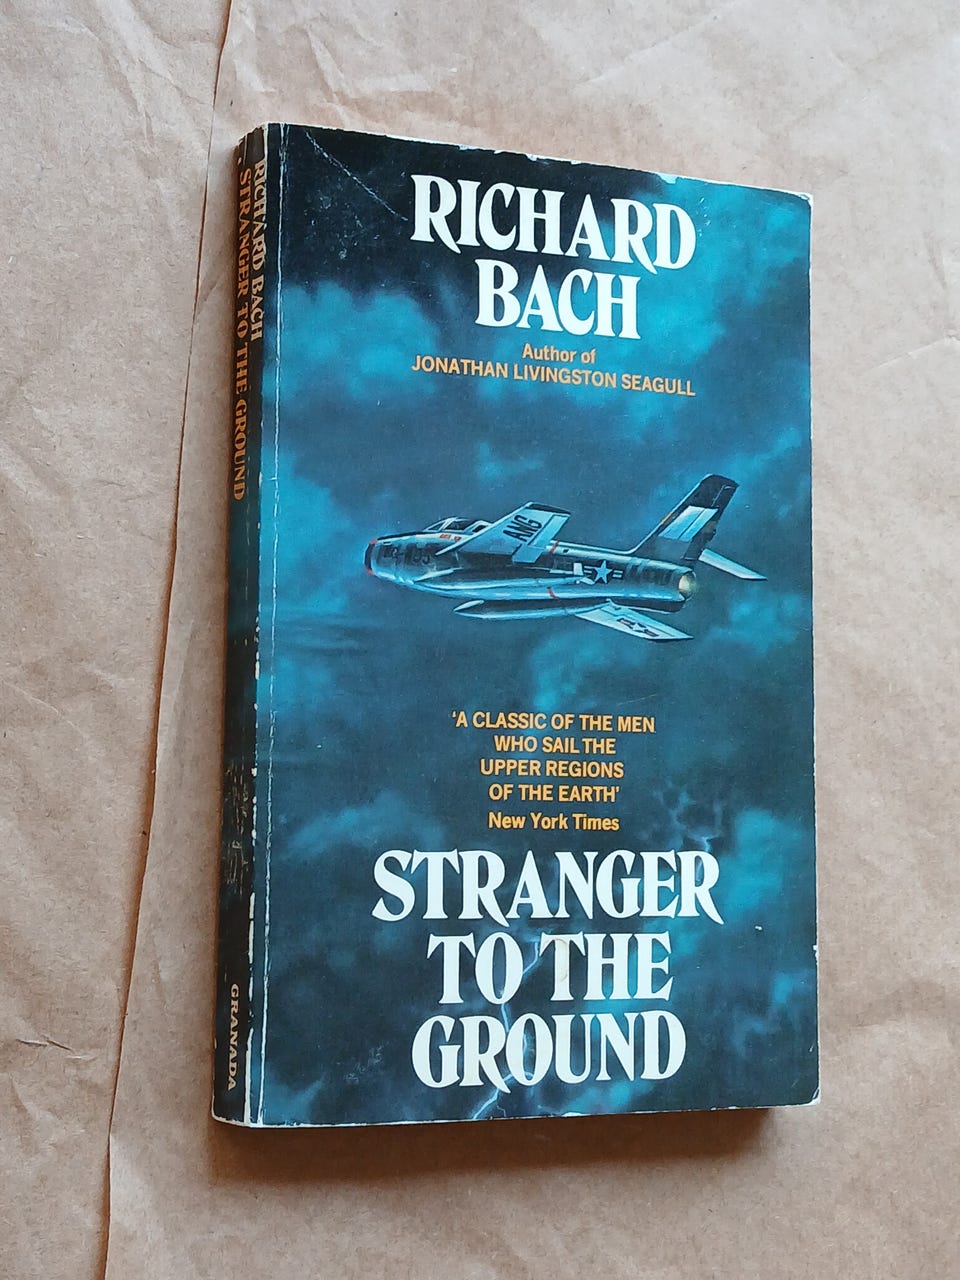 RICHARD
BACH
Author of
JONATHAN LIVINGSTON SEAGULL
AMG
'A CLASSIC OF THE MEN
WHO SAIL THE
UPPER REGIONS
OF THE EARTH'
New York Times
STRANGER
TO THE
GROUND
RICHARD BACH
STRANGER TO THE GROUND
GRANADA